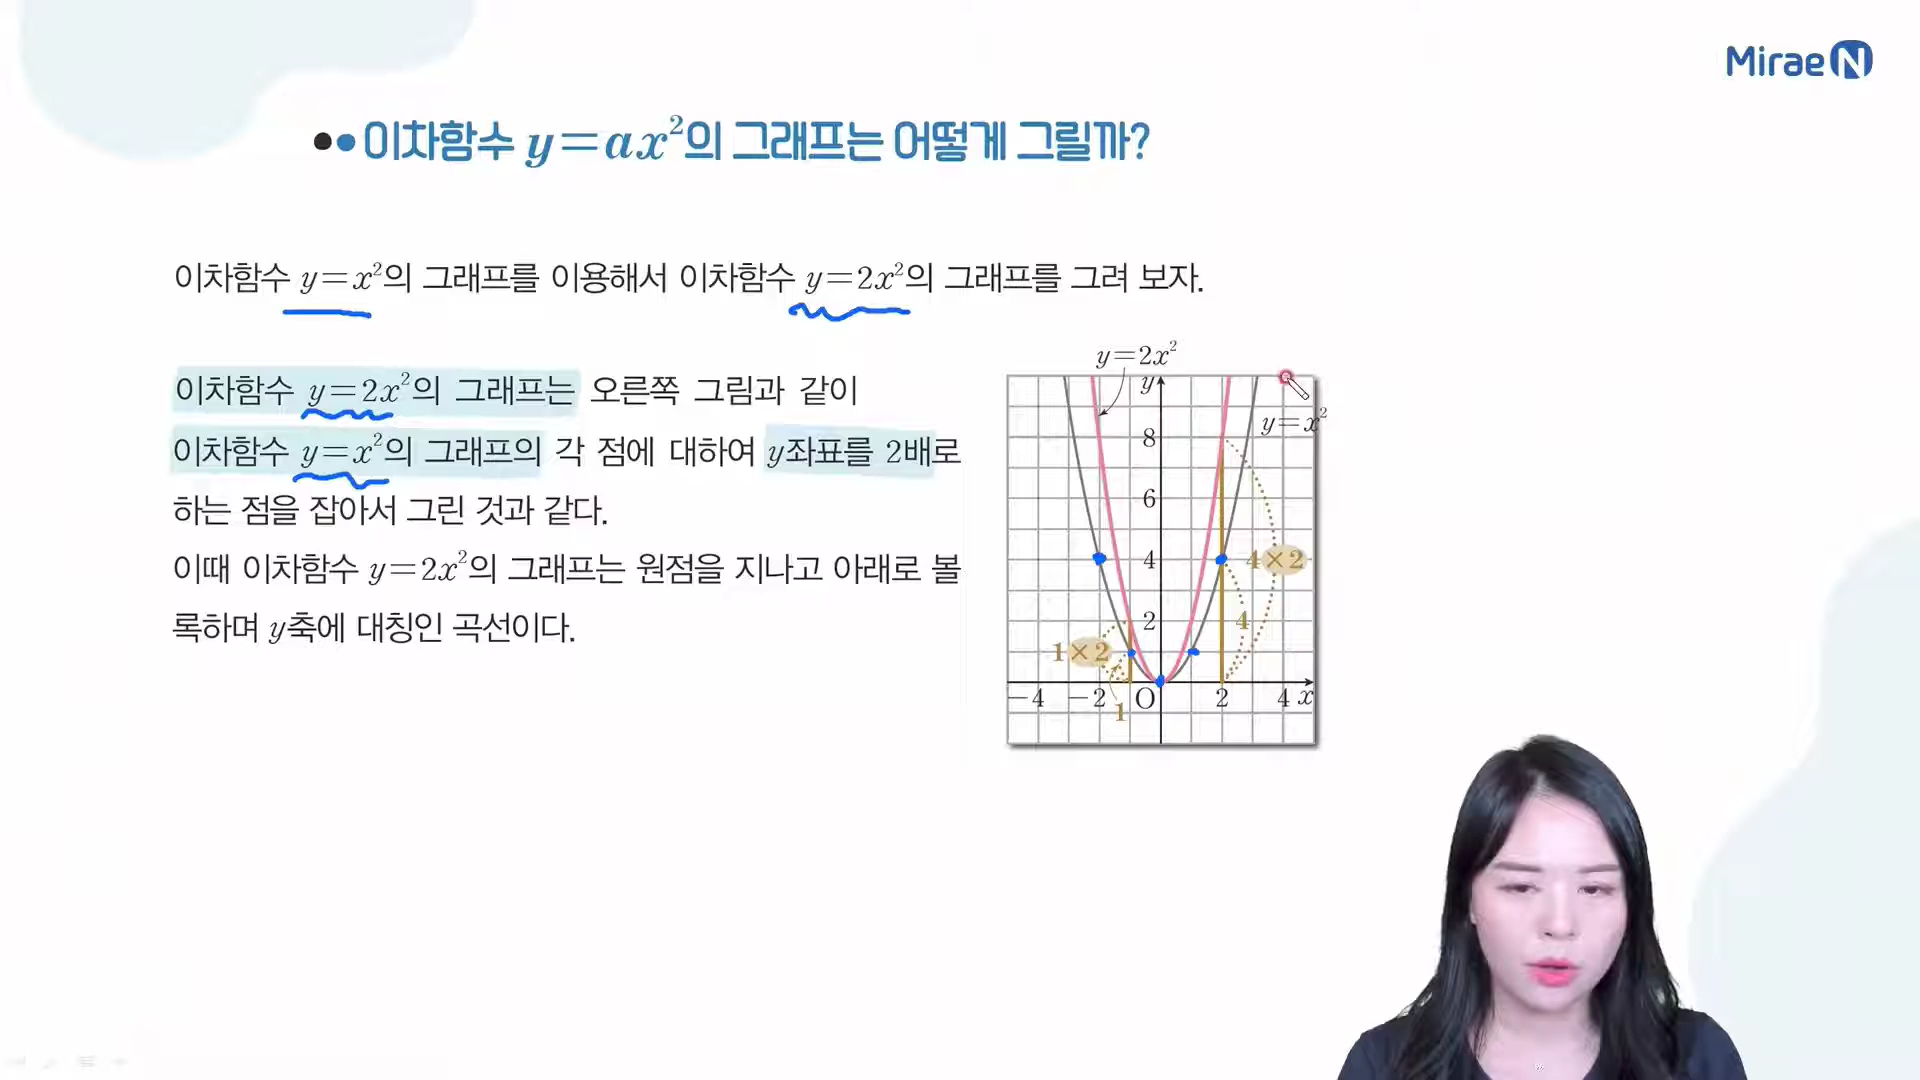 Mirae N
이차함수 y=ax²의 그래프는 어떻게 그릴까?
이차함수 y=x²의 그래프를 이용해서 이차함수 y=2x²의 그래프를 그려 보자.
이차함수 y=2x²의 그래프는 오른쪽 그림과 같이
이차함수 y=x²의 그래프의 각 점에 대하여 y좌표를 2배로
하는 점을 잡아서 그린 것과 같다.
이때 이차함수 y=2x²의 그래프는 원점을 지나고 아래로 볼
록하며 y축에 대칭인 곡선이다.
y=2x²
y
y=x²
8
6
4
4×2
2
4
1×2
-4 -2 O 2 4 x
1